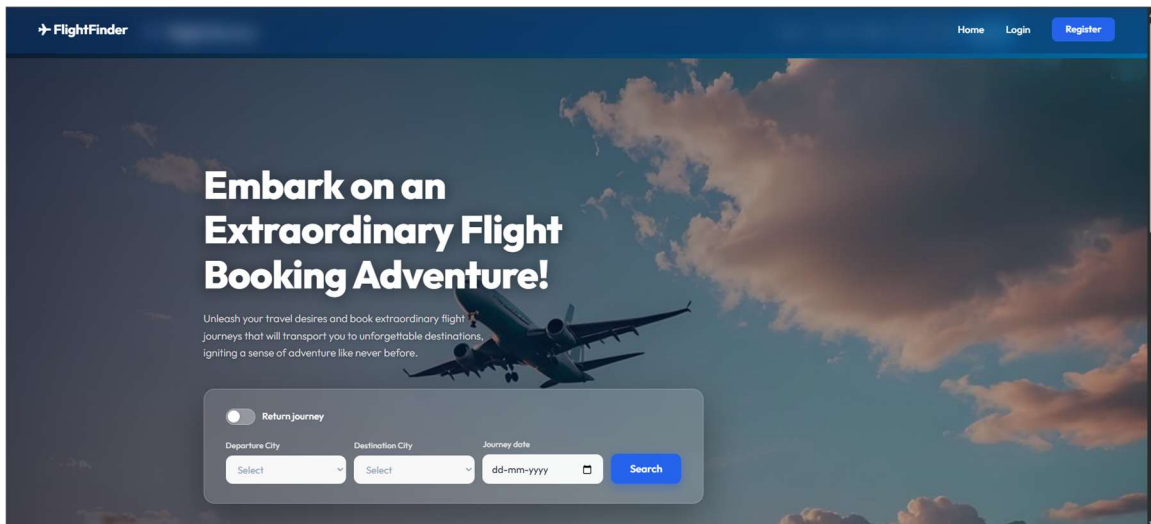 FlightFinder
Home Login Register
Embark on an
Extraordinary Flight
Booking Adventure!
Unleash your travel desires and book extraordinary flight
journeys that will transport you to unforgettable destinations,
igniting a sense of adventure like never before.
Return journey
Departure City Destination City Journey date
Select Select dd-mm-yyyy Search